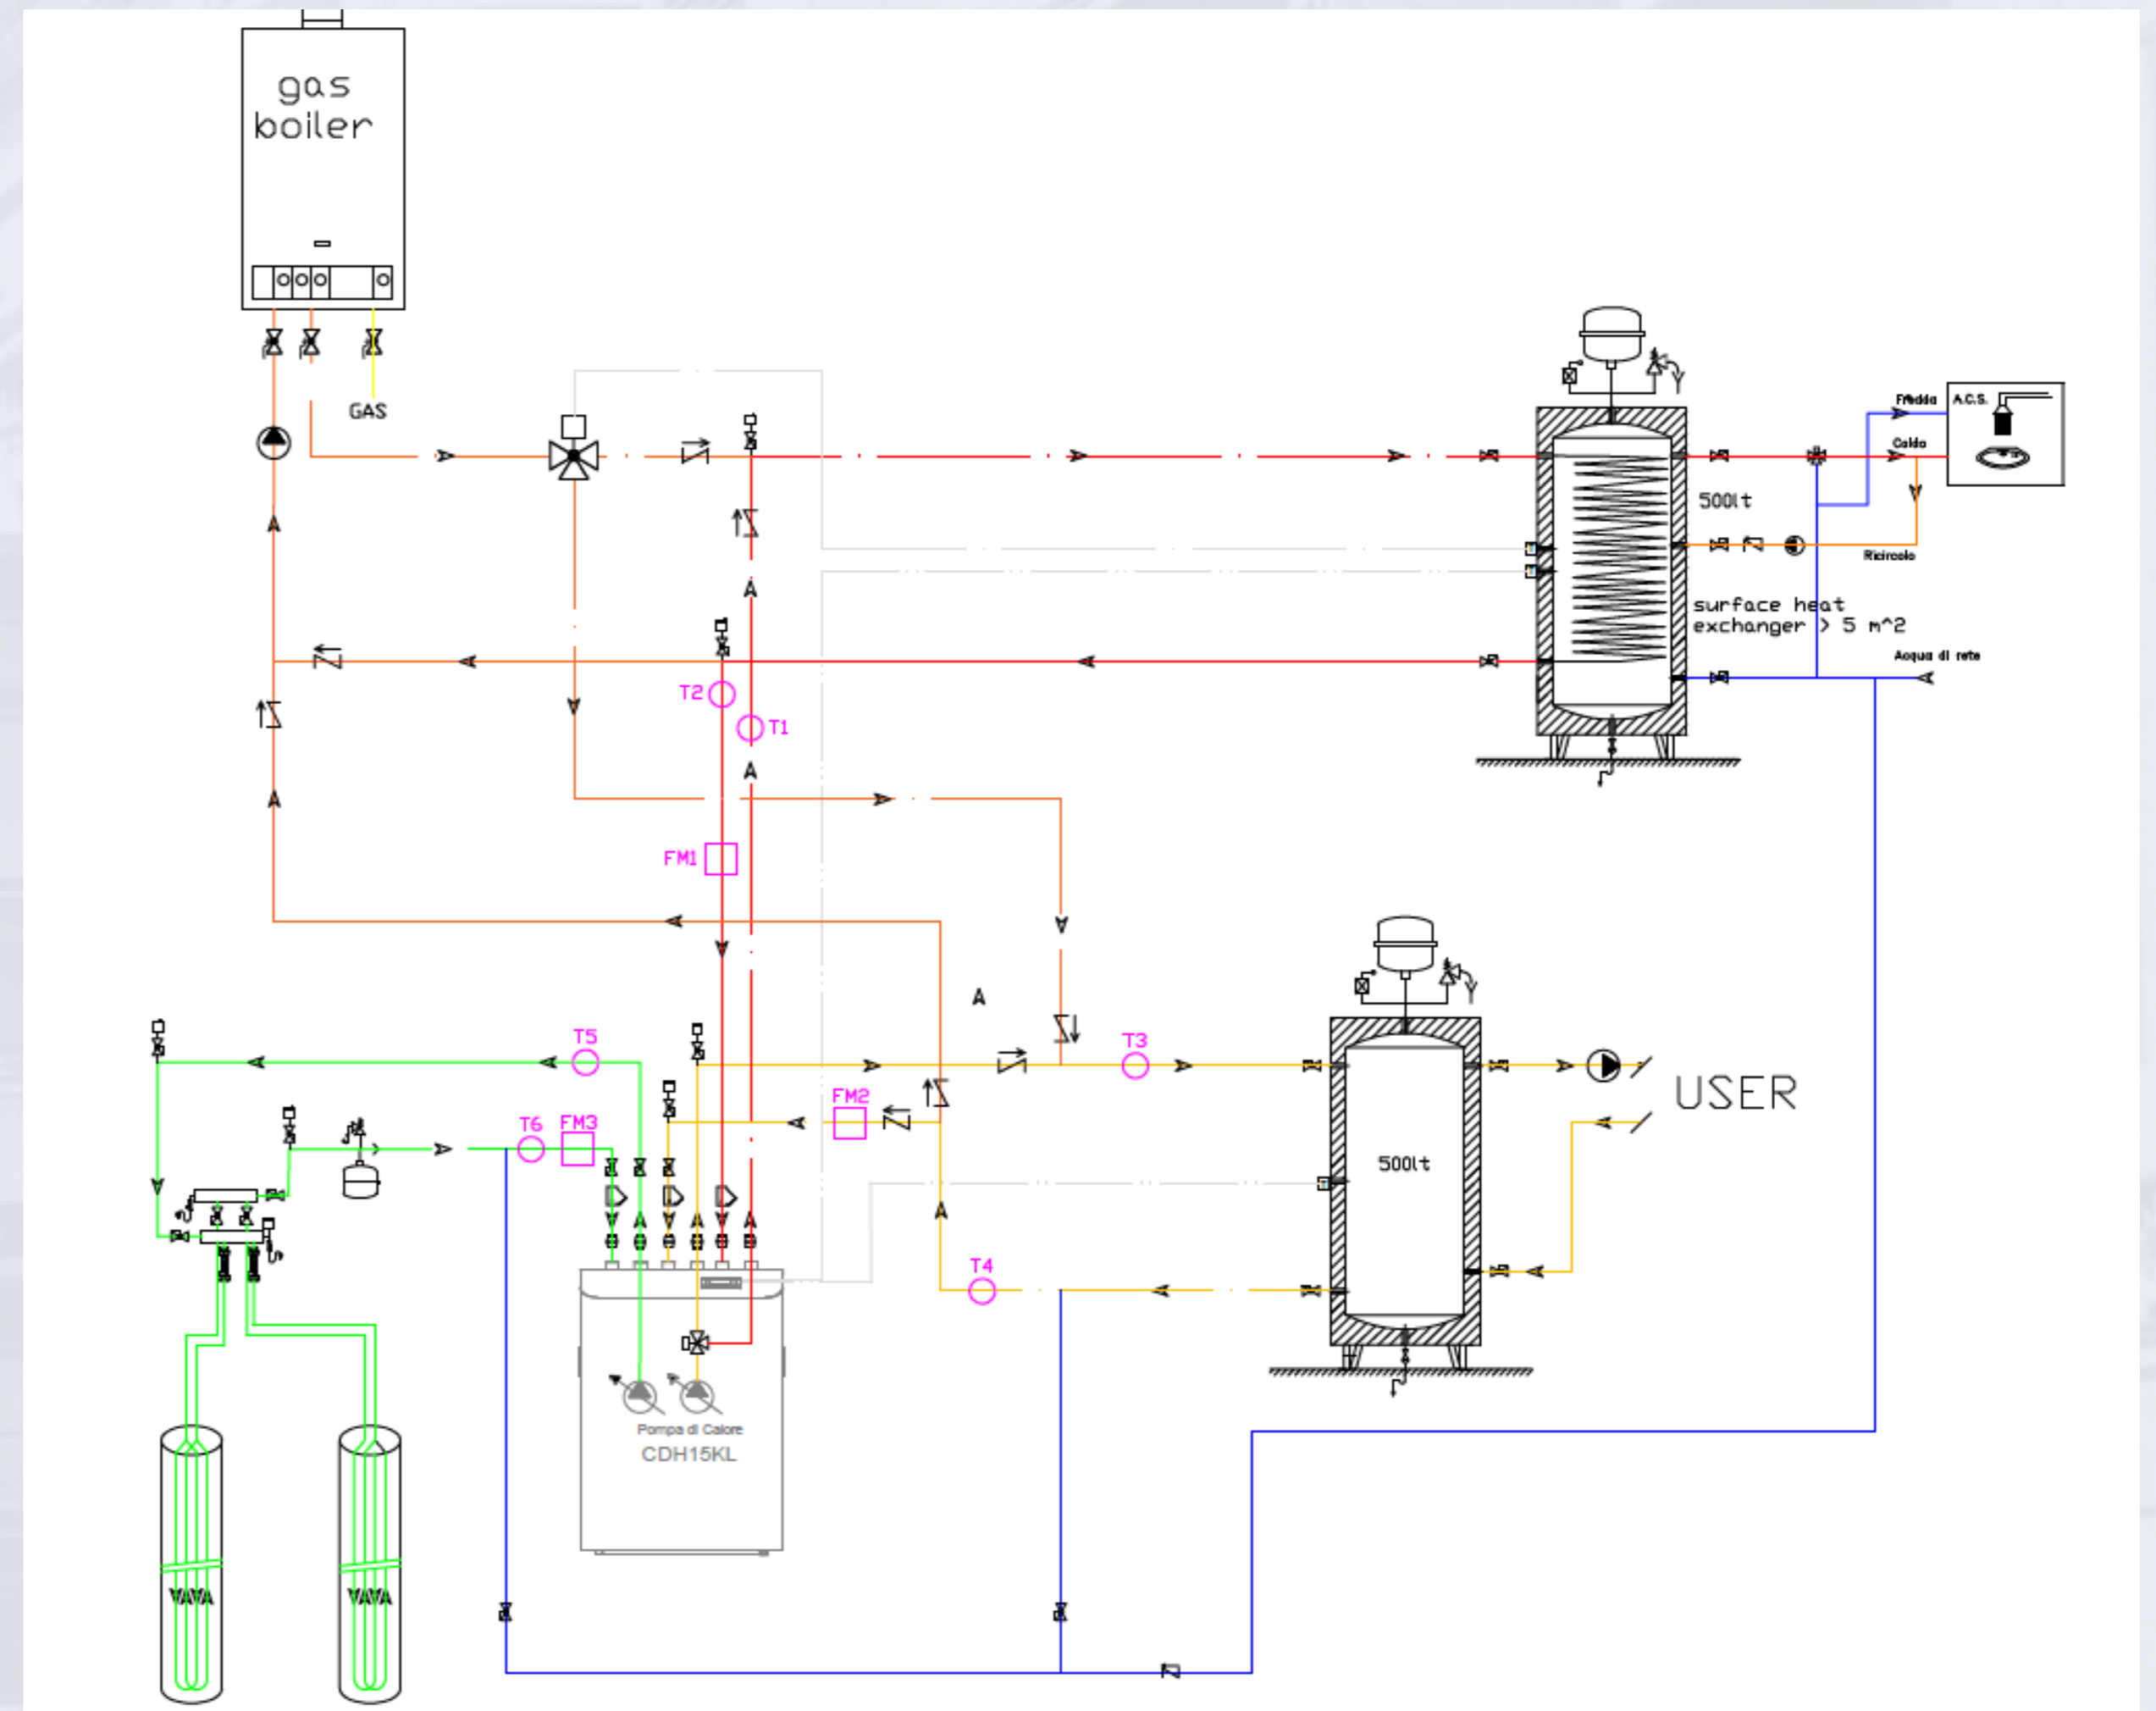 gas
boiler
GAS
Fredda
A.C.S.
Calda
500lt
Ricircolo
surface heat
exchanger > 5 m^2
Acqua di rete
T2
T1
FM1
T5
T3
FM2
USER
T6
FM3
500lt
T4
Pompa di Calore
CDH15KL